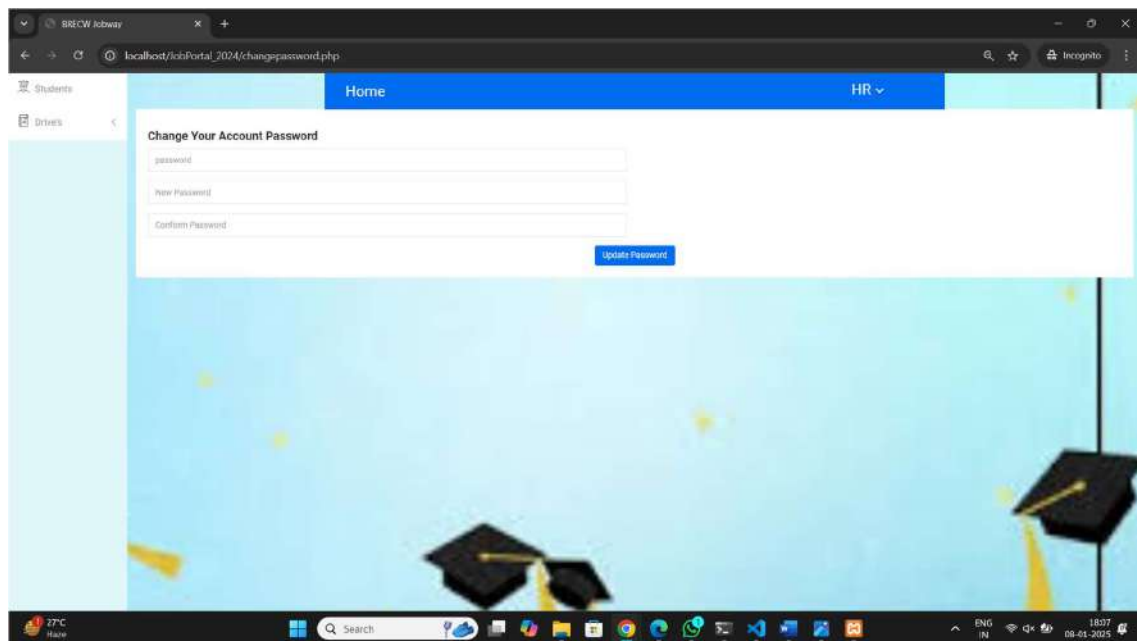 BRECW Jobway
localhost/JobPortal_2024/changepassword.php
Incognito
Students
Drive's
Home
HR
Change Your Account Password
password
New Password
Conform Password
Update Password
27°C
Haze
Search
ENG
IN
18:07
08-01-2025